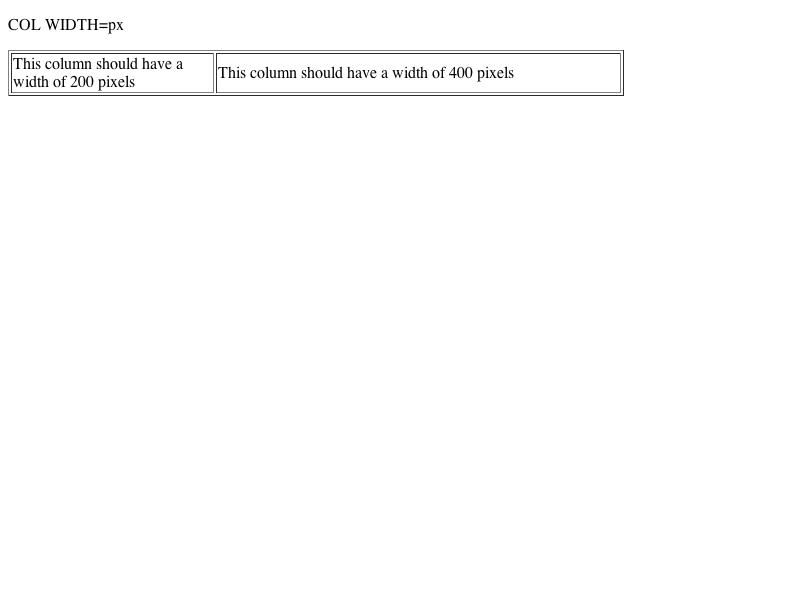 COL WIDTH=px
This column should have a
width of 200 pixels
This column should have a width of 400 pixels